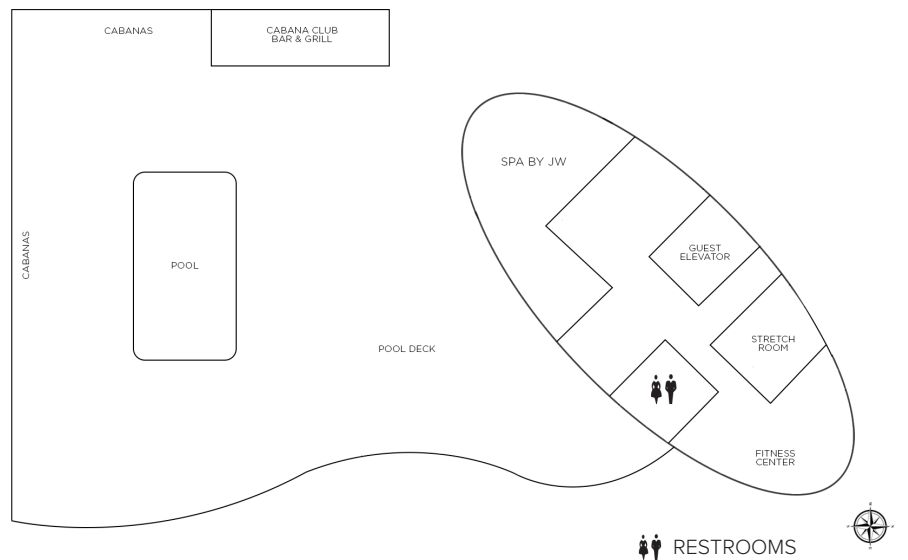 CABANAS
CABANA CLUB
BAR & GRILL
SPA BY JW
CABANAS
POOL
GUEST
ELEVATOR
POOL DECK
STRETCH
ROOM
FITNESS
CENTER
RESTROOMS